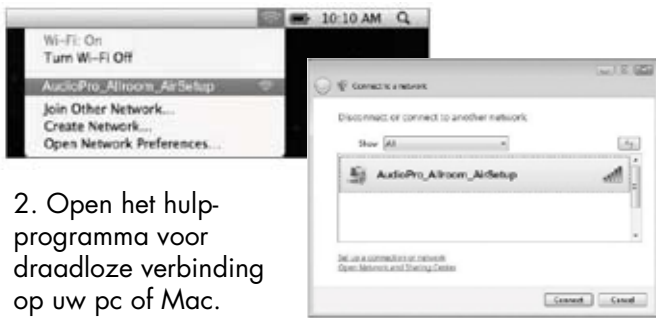 10:10 AM
Wi-Fi: On
Turn Wi-Fi Off
AudioPro_Allroom_AirSetup
Join Other Network...
Create Network...
Open Network Preferences...
Connect to a network
Disconnect or connect to another network
Show All
AudioPro_Allroom_AirSetup
Set up a connection or network
Open Network and Sharing Center
Connect Cancel
2. Open het hulp-
programma voor
draadloze verbinding
op uw pc of Mac.